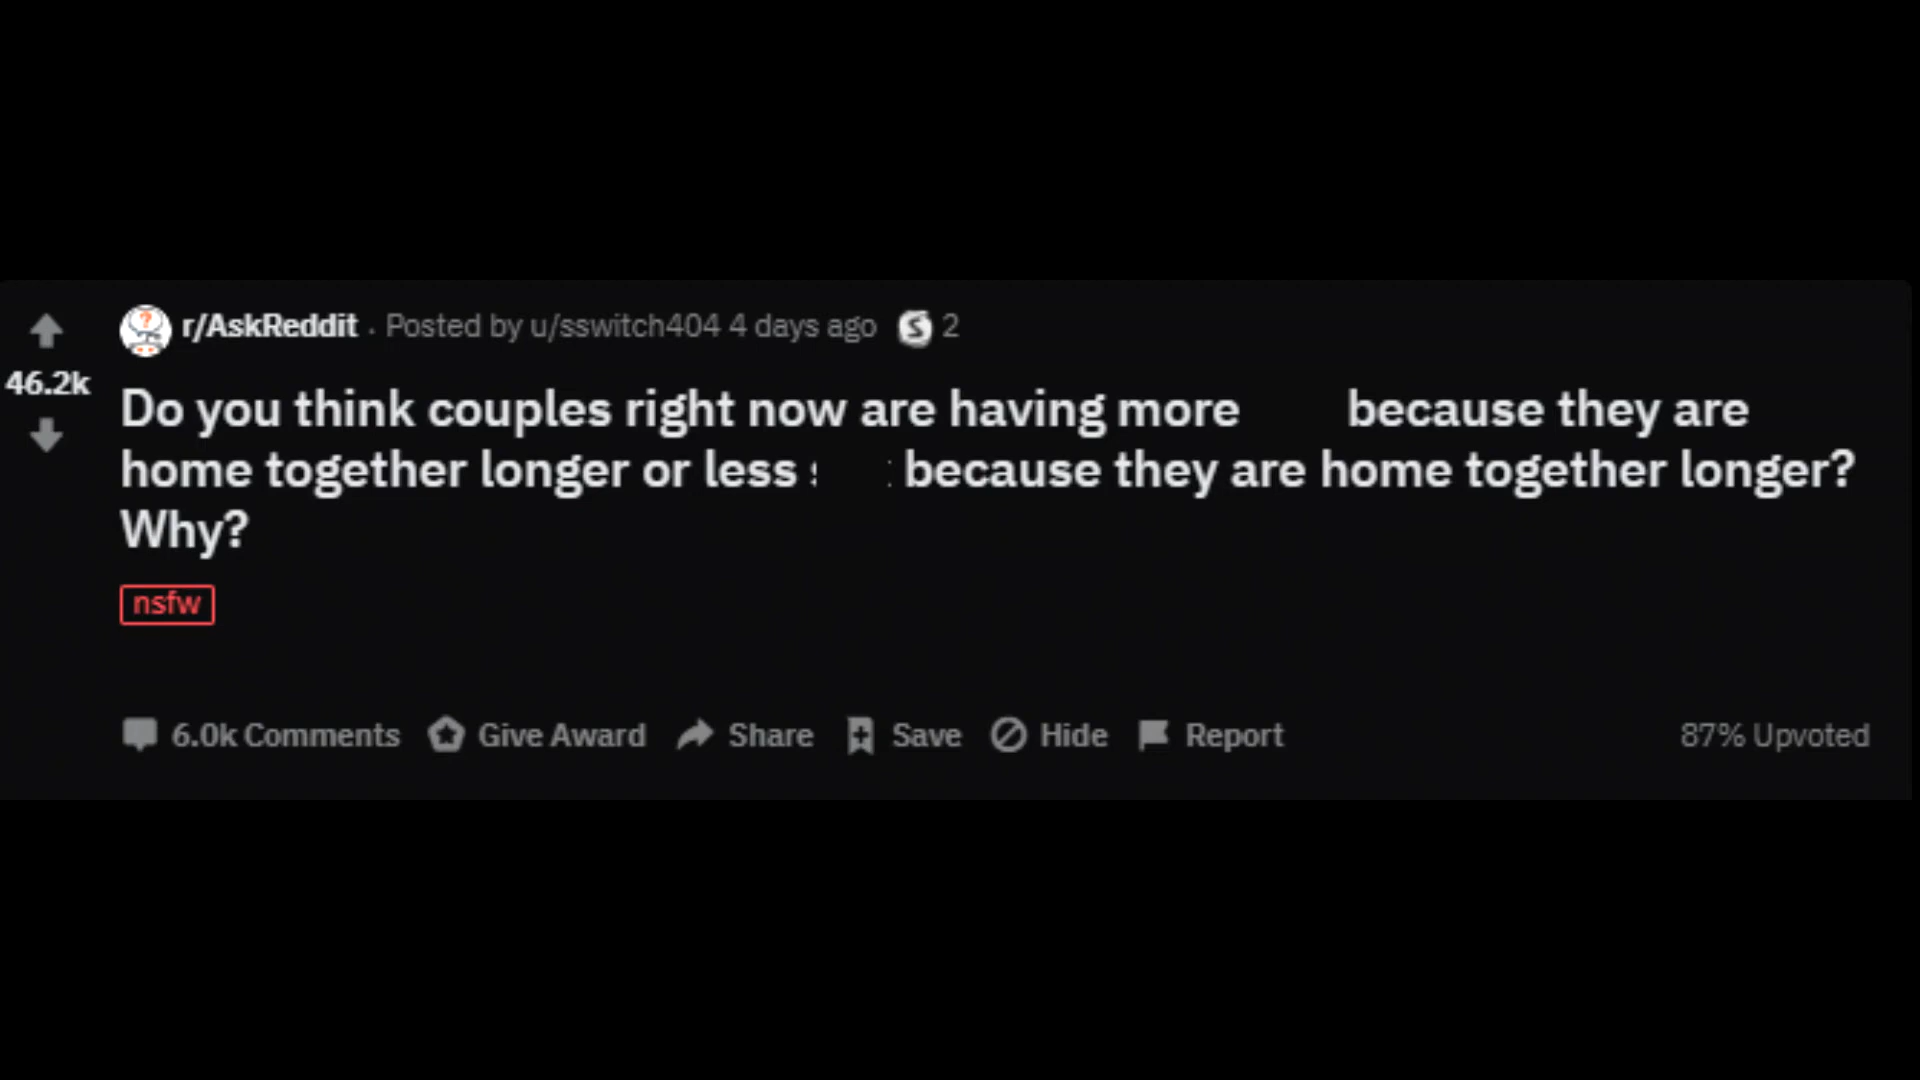 r/AskReddit · Posted by u/sswitch404 4 days ago 2
46.2k
Do you think couples right now are having more because they are
home together longer or less because they are home together longer?
Why?
nsfw
6.0k Comments Give Award Share Save Hide Report 87% Upvoted